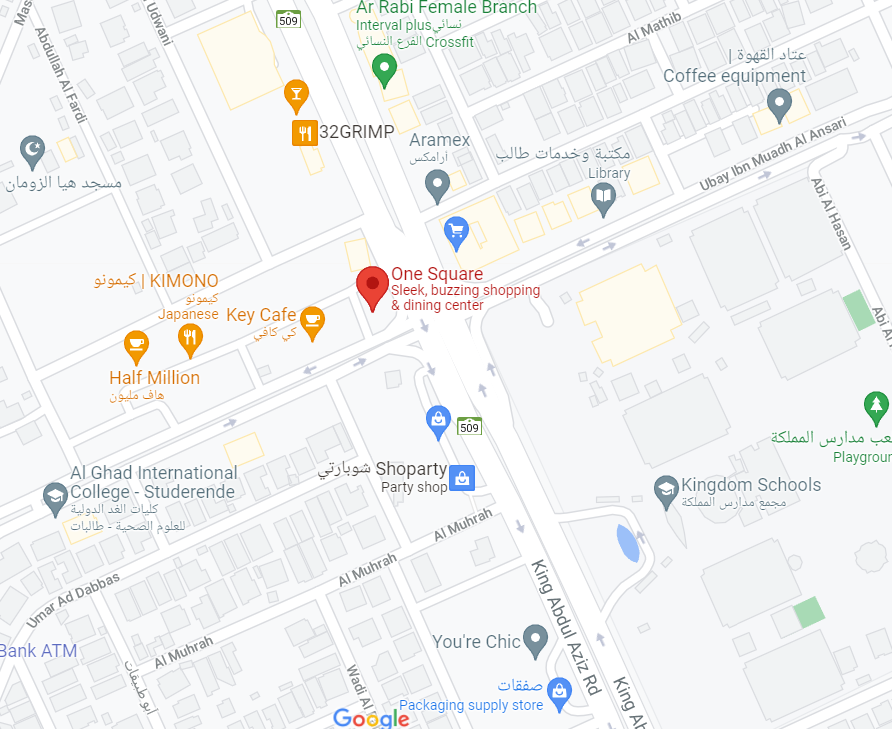 Ar Rabi Female Branch
Interval plus نسائي
Crossfit الفرع النسائي
509
Udwani
Abdullah Al Fardi
Al Mathib
عتاد القهوة |
Coffee equipment
32GRIMP
Aramex
أرامكس
مكتبة وخدمات طالب
Library
Ubay Ibn Muadh Al Ansari
مسجد هيا الزومان
Abi Al Hasan
One Square
Sleek, buzzing shopping
& dining center
كيمونو | KIMONO
كيمونو
Japanese
Key Cafe
كي كافي
Half Million
هاف مليون
509
شوبارتي Shoparty
Party shop
Al Ghad International
College - Studerende
كليات الغد الدولية
للعلوم الصحية - طالبات
عب مدارس المملكة
Playgroun
Kingdom Schools
مجمع مدارس المملكة
Al Muhrah
Al Muhrah
Al Muhrah
Umar Ad Dabbas
Bank ATM
King Abdul Aziz Rd
King Ab
You're Chic
صفقات
Packaging supply store
Wadi Al
أبو طبيقات
Google